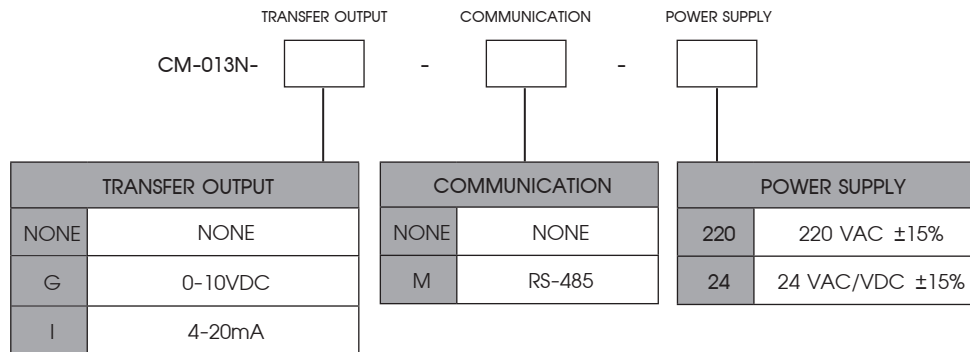 TRANSFER OUTPUT COMMUNICATION POWER SUPPLY
CM-013N- - -
TRANSFER OUTPUT
NONE NONE
G 0-10VDC
I 4-20mA
COMMUNICATION
NONE NONE
M RS-485
POWER SUPPLY
220 220 VAC ±15%
24 24 VAC/VDC ±15%